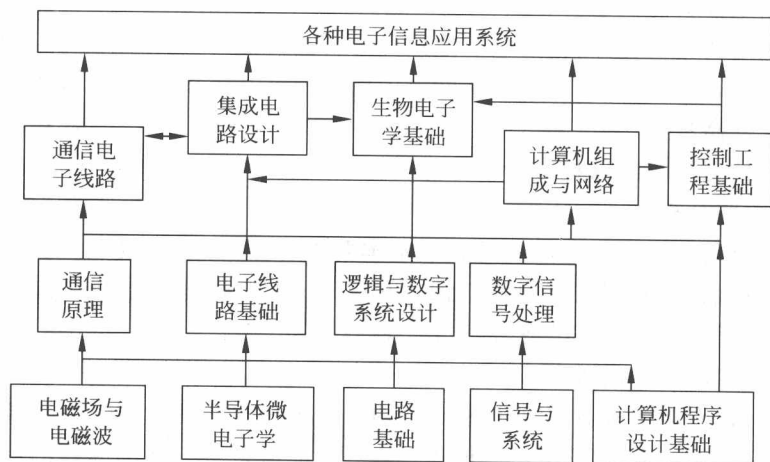 各种电子信息应用系统
集成电
路设计
生物电子
学基础
通信电
子线路
计算机组
成与网络
控制工
程基础
通信
原理
电子线
路基础
逻辑与数字
系统设计
数字信
号处理
电磁场与
电磁波
半导体微
电子学
电路
基础
信号与
系统
计算机程序
设计基础